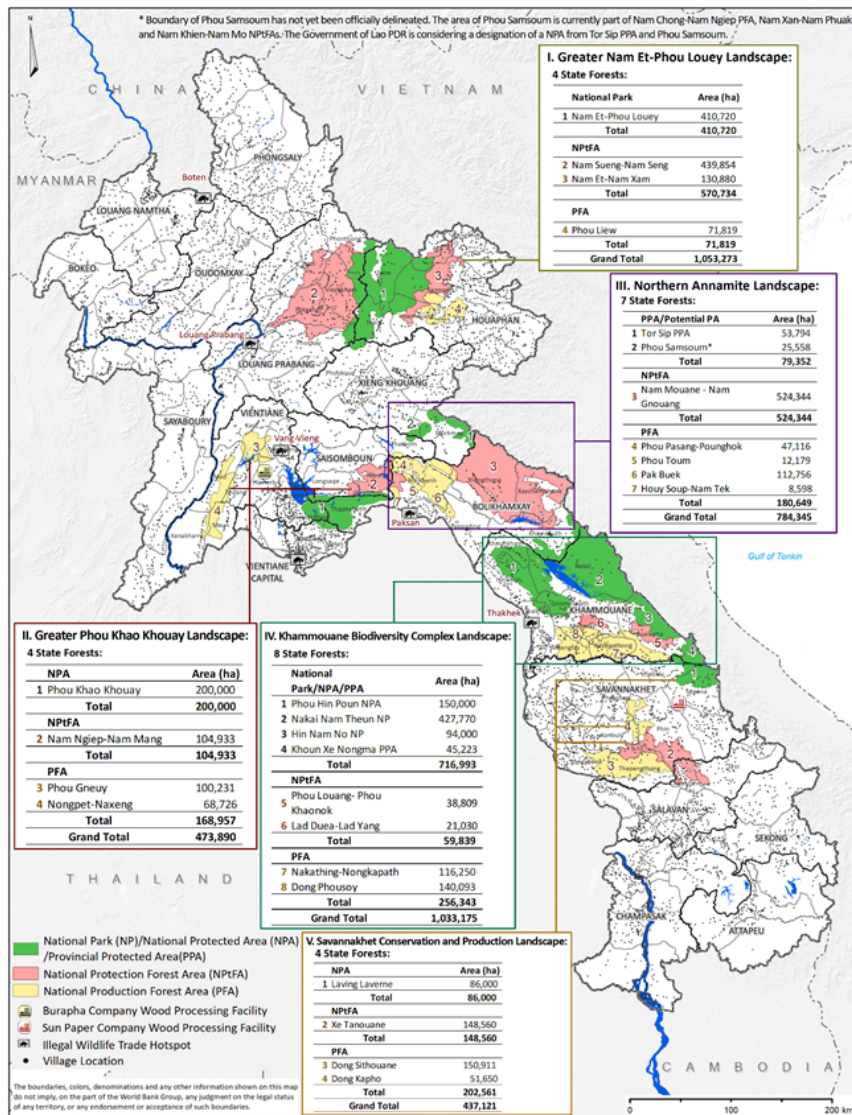 * Boundary of Phou Samsoum has not yet been officially delineated. The area of Phou Samsoum is currently part of Nam Chong-Nam Ngiep PFA, Nam Xan-Nam Phuak
and Nam Khien-Nam Mo NPtFAs. The Government of Lao PDR is considering a designation of a NPA from Tor Sip PPA and Phou Samsoum.
N
CHINA
VIETNAM
MYANMAR
PHONGSALY
Boten
LOUANG NAMTHA
BOKEO
OUDOMXAY
HOUAPHAN
Louang Prabang
LOUANG PRABANG
XIENG KHOUANG
SAYABOURY
VIENTIANE
Vang Vieng
SAISOMBOUN
BOLIKHAMXAY
Paksan
VIENTIANE
CAPITAL
Gulf of Tonkin
Thakhek
KHAMMOUANE
SAVANNAKHET
SALAVAN
SEKONG
CHAMPASAK
ATTAPEU
THAILAND
CAMBODIA
I. Greater Nam Et-Phou Louey Landscape:
4 State Forests:
National Park Area (ha)
1 Nam Et-Phou Louey 410,720
Total 410,720
NPtFA
2 Nam Sueng-Nam Seng 439,854
3 Nam Et-Nam Xam 130,880
Total 570,734
PFA
4 Phou Liew 71,819
Total 71,819
Grand Total 1,053,273
III. Northern Annamite Landscape:
7 State Forests:
PPA/Potential PA Area (ha)
1 Tor Sip PPA 53,794
2 Phou Samsoum* 25,558
Total 79,352
NPtFA
3 Nam Mouane - Nam Gnouang 524,344
Total 524,344
PFA
4 Phou Pasang-Pounghok 47,116
5 Phou Toum 12,179
6 Pak Buek 112,756
7 Houy Soup-Nam Tek 8,598
Total 180,649
Grand Total 784,345
II. Greater Phou Khao Khouay Landscape:
4 State Forests:
NPA Area (ha)
1 Phou Khao Khouay 200,000
Total 200,000
NPtFA
2 Nam Ngiep-Nam Mang 104,933
Total 104,933
PFA
3 Phou Gneuy 100,231
4 Nongpet-Naxeng 68,726
Total 168,957
Grand Total 473,890
IV. Khammouane Biodiversity Complex Landscape:
8 State Forests:
National
Park/NPA/PPA Area (ha)
1 Phou Hin Poun NPA 150,000
2 Nakai Nam Theun NP 427,770
3 Hin Nam No NP 94,000
4 Khoun Xe Nongma PPA 45,223
Total 716,993
NPtFA
5 Phou Louang- Phou Khaonok 38,809
6 Lad Duea-Lad Yang 21,030
Total 59,839
PFA
7 Nakathing-Nongkapath 116,250
8 Dong Phousoy 140,093
Total 256,343
Grand Total 1,033,175
V. Savannakhet Conservation and Production Landscape:
4 State Forests:
NPA Area (ha)
1 Laving Laverne 86,000
Total 86,000
NPtFA
2 Xe Tanouane 148,560
Total 148,560
PFA
3 Dong Sithouane 150,911
4 Dong Kapho 51,650
Total 202,561
Grand Total 437,121
National Park (NP)/National Protected Area (NPA)
/Provincial Protected Area(PPA)
National Protection Forest Area (NPtFA)
National Production Forest Area (PFA)
Burapha Company Wood Processing Facility
Sun Paper Company Wood Processing Facility
Illegal Wildlife Trade Hotspot
Village Location
The boundaries, colors, denominations and any other information shown on this map
do not imply, on the part of the World Bank Group, any judgment on the legal status
of any territory, or any endorsement or acceptance of such boundaries.
0 100 200 km